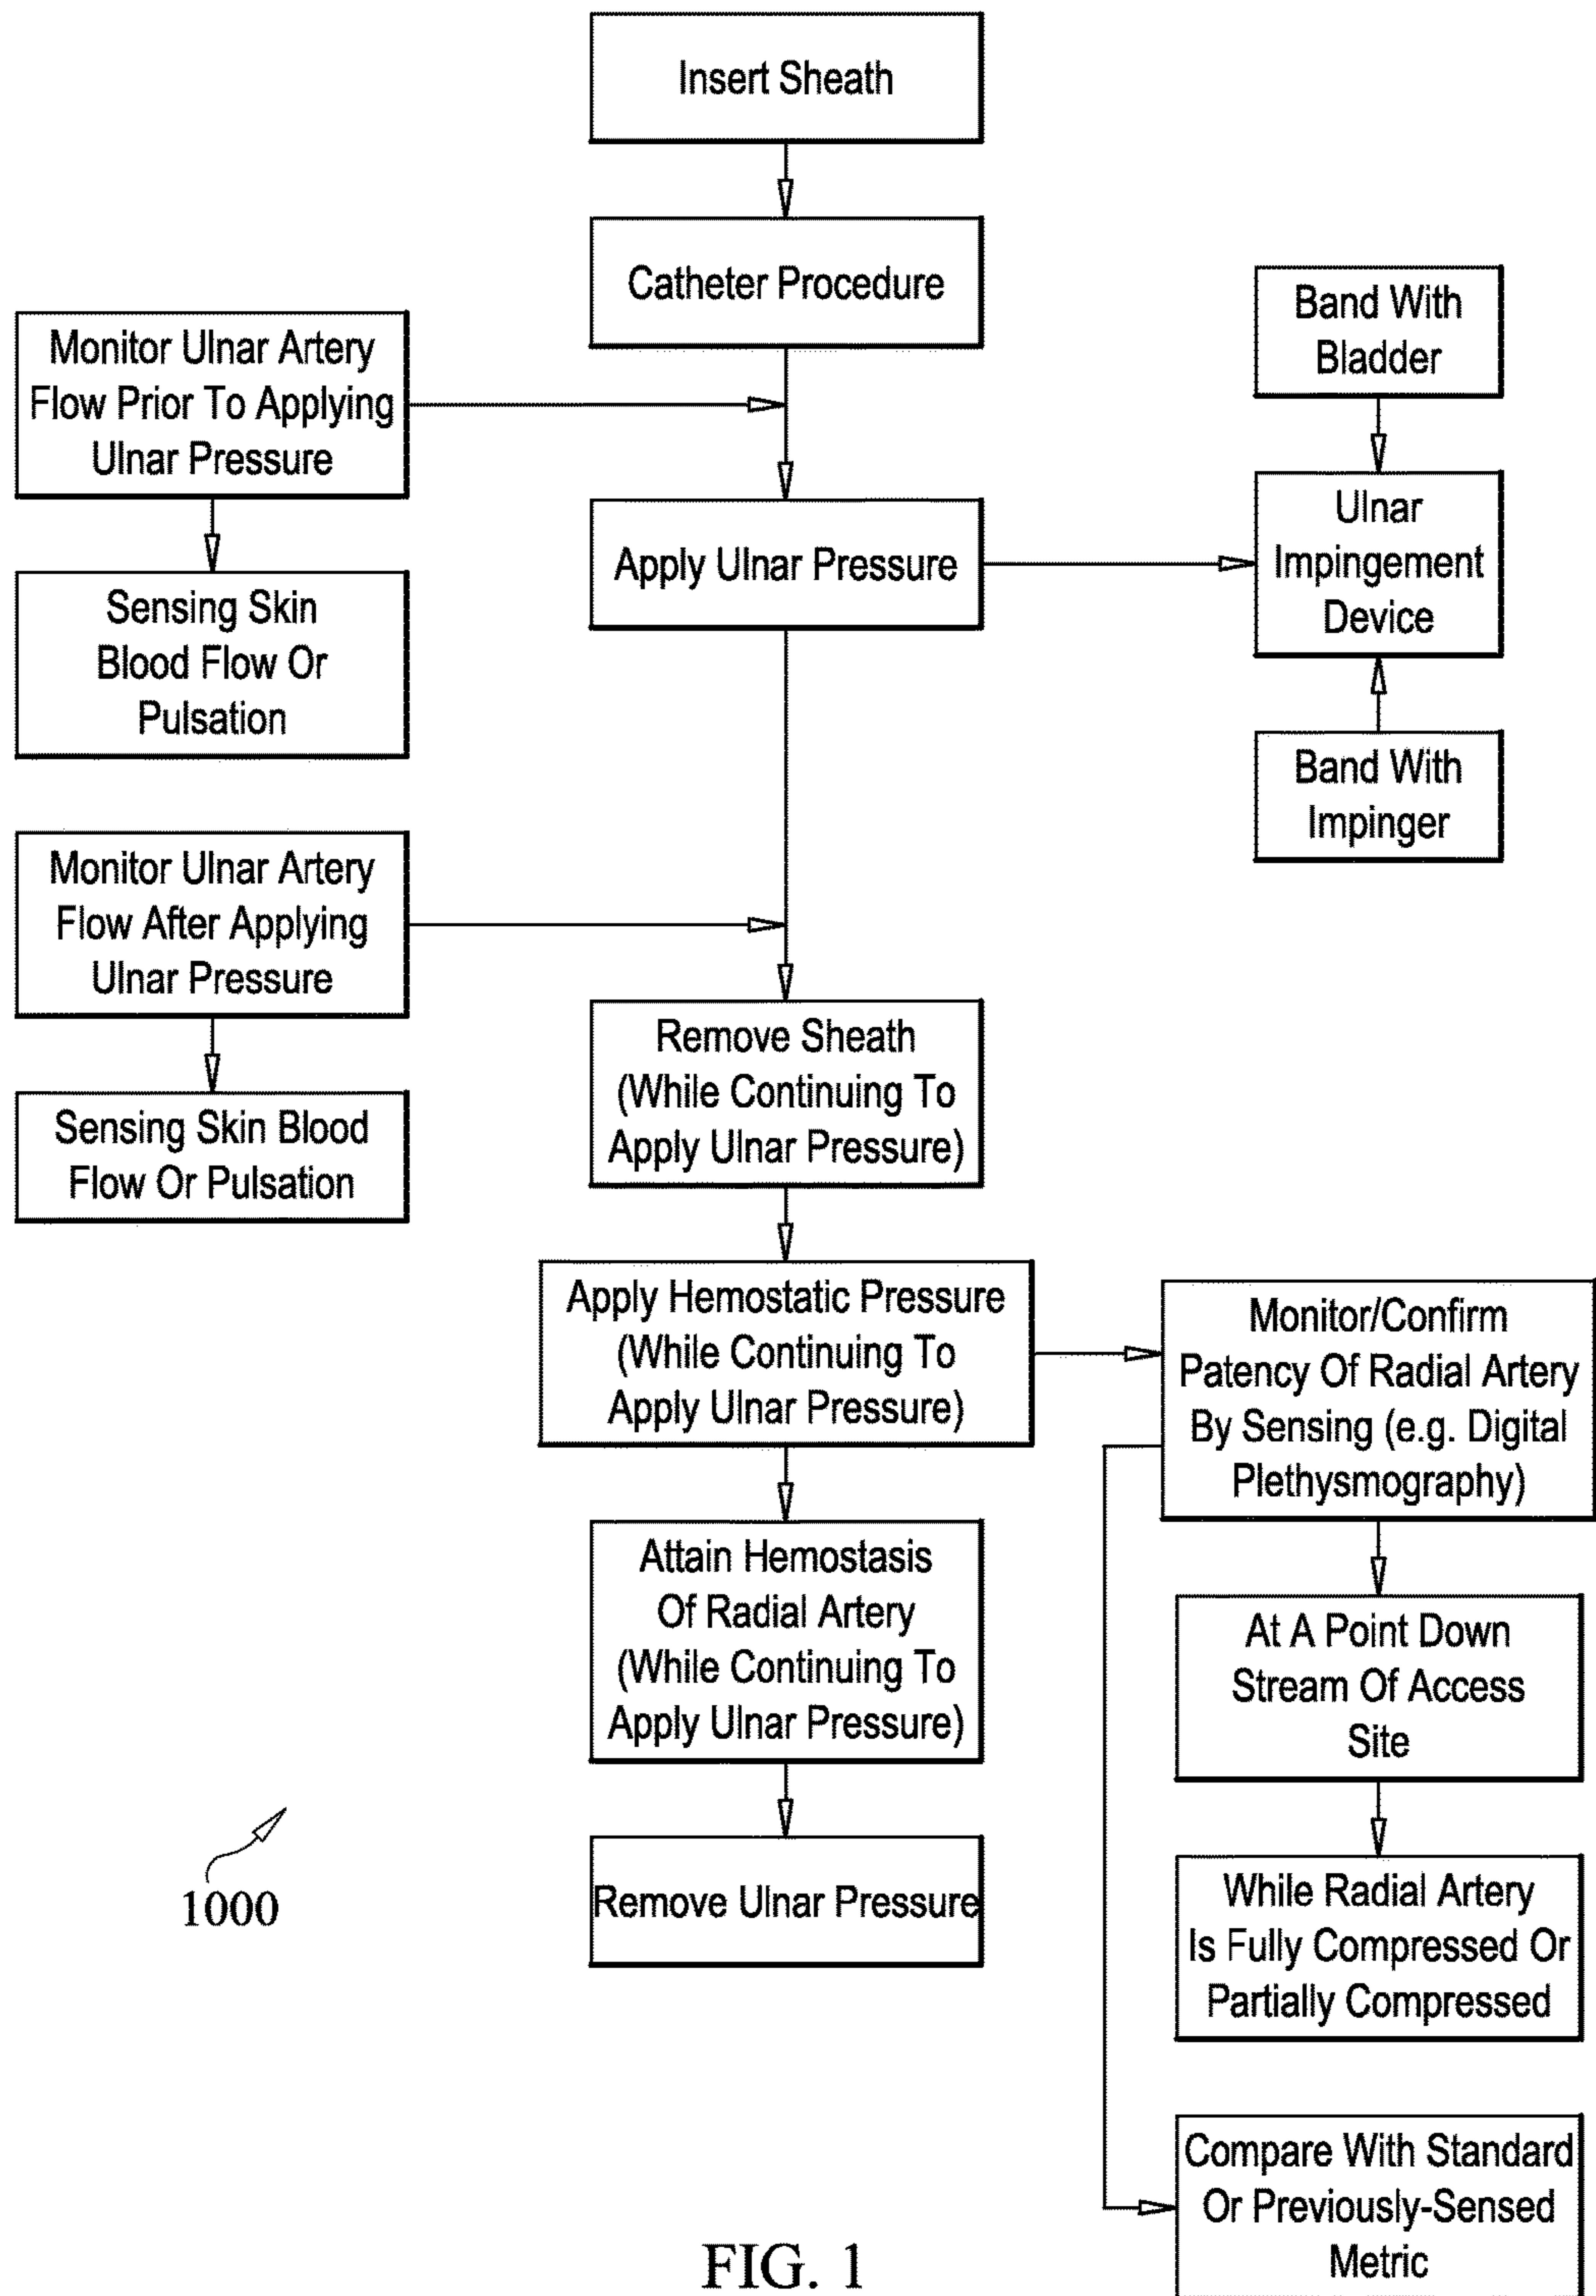 Insert Sheath
Catheter Procedure
Band With
Bladder
Monitor Ulnar Artery
Flow Prior To Applying
Ulnar Pressure
Apply Ulnar Pressure
Ulnar
Impingement
Device
Sensing Skin
Blood Flow Or
Pulsation
Band With
Impinger
Monitor Ulnar Artery
Flow After Applying
Ulnar Pressure
Sensing Skin Blood
Flow Or Pulsation
Remove Sheath
(While Continuing To
Apply Ulnar Pressure)
Apply Hemostatic Pressure
(While Continuing To
Apply Ulnar Pressure)
Monitor/Confirm
Patency Of Radial Artery
By Sensing (e.g. Digital
Plethysmography)
Attain Hemostasis
Of Radial Artery
(While Continuing To
Apply Ulnar Pressure)
At A Point Down
Stream Of Access
Site
Remove Ulnar Pressure
While Radial Artery
Is Fully Compressed Or
Partially Compressed
1000
Compare With Standard
Or Previously-Sensed
Metric
FIG. 1